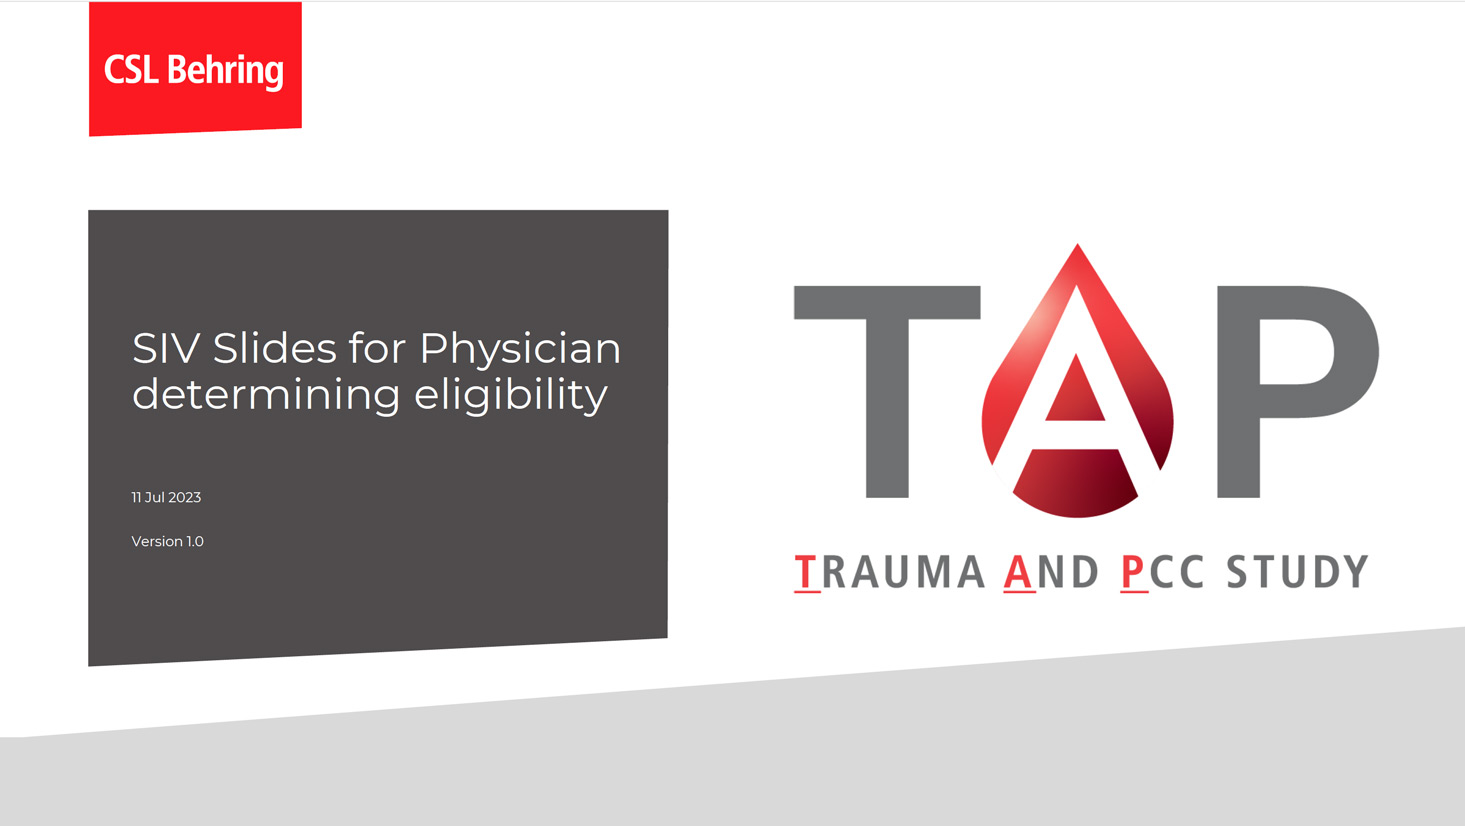 CSL Behring
SIV Slides for Physician
determining eligibility
11 Jul 2023
Version 1.0
TAP
TRAUMA AND PCC STUDY